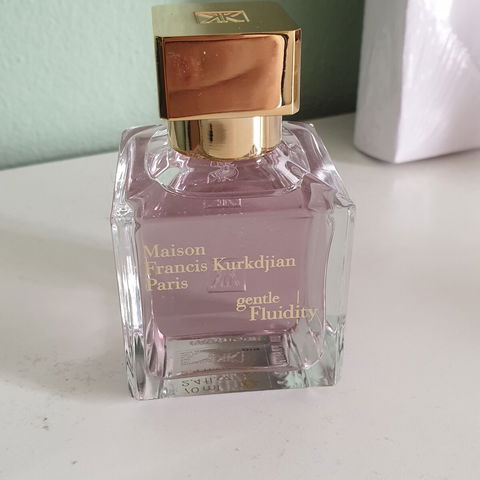 Maison
Francis Kurkdjian
Paris
gentle
Fluidity